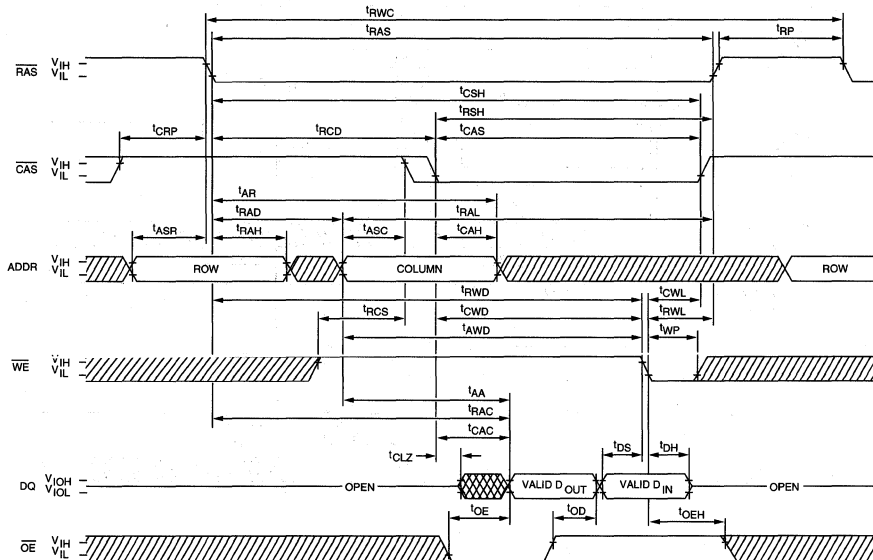 tRWC
tRAS
tRP
RAS VIH
VIL
tCSH
tRSH
tCRP tRCD tCAS
CAS VIH
VIL
tAR
tRAD tRAL
tASR tRAH tASC tCAH
ADDR VIH
VIL
ROW COLUMN ROW
tRWD tCWL
tRCS tCWD tRWL
tAWD tWP
WE VIH
VIL
tAA
tRAC
tCAC
tCLZ tDS tDH
DQ VIOH
VIOL
OPEN VALID DOUT VALID DIN OPEN
tOE tOD tOEH
OE VIH
VIL